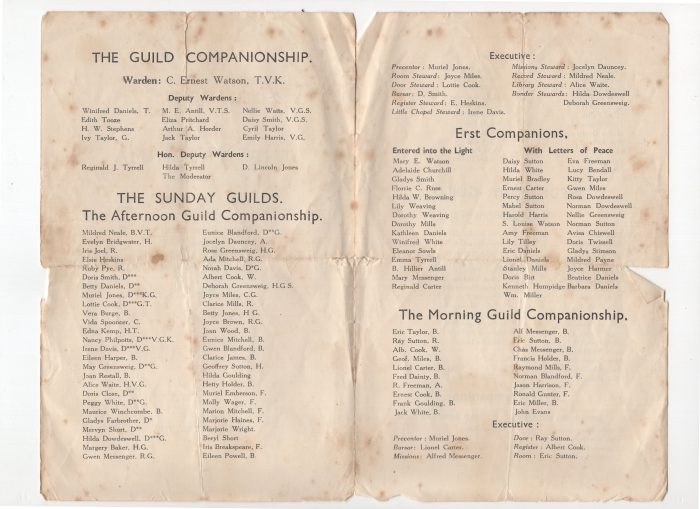 THE GUILD COMPANIONSHIP.
Warden: C. Ernest Watson, T.V.K.
Deputy Wardens:
Winifred Daniels, T. M. E. Antill, V.T.S. Nellie Watts, V.G.S.
Edith Tooze Eliza Pritchard Daisy Smith, V.G.S.
H. W. Stephens Arthur A. Horder Cyril Taylor
Ivy Taylor, G. Jack Taylor Emily Harris, V.G.
Hon. Deputy Wardens:
Reginald J. Tyrrell Hilda Tyrrell D. Lincoln Jones
The Moderator
THE SUNDAY GUILDS.
The Afternoon Guild Companionship.
Mildred Neale, B.V.T. Eunice Blandford, D**G.
Evelyn Bridgwater, H. Jocelyn Dauncey, A.
Iris Joel, R. Rose Greensweig, H.G.
Elsie Heskins Ada Mitchell, R.G.
Ruby Pye, R. Norah Davis, D*G.
Doris Smith, D*** Albert Cook, W.
Betty Daniels, D** Deborah Greensweig, H.G.S.
Muriel Jones, D***K.G. Joyce Miles, C.G.
Lottie Cook, D***G.T. Clarice Mills, R.
Vera Burge, B. Betty Jones, H G.
Vida Spooner, C. Joyce Brown, R.G.
Edna Kemp, H.T. Joan Wood, B.
Nancy Philpotts, D***V.G.K. Eunice Mitchell, B.
Irene Davis, D***V.G. Gwen Blandford, B.
Eileen Harper, B. Clarice James, B.
May Greensweig, D**G. Geoffrey Sutton, H.
Joan Restall, B. Hilda Goulding
Alice Waite, H.V.G. Hetty Holder, B.
Doris Close, D** Muriel Emberson, F.
Peggy White, D**G. Molly Wager, F.
Maurice Winchcombe, B. Marion Mitchell, F.
Gladys Farbrother, D* Marjorie Haines, F.
Mervyn Short, D** Marjorie Wright.
Hilda Dowdeswell, D***G. Beryl Short
Margery Baker, H.G. Iris Breakspeare, F.
Gwen Messenger, R.G. Eileen Powell, B.
Executive:
Precentor: Muriel Jones. Missions Steward: Jocelyn Dauncey.
Room Steward: Joyce Miles. Record Steward: Mildred Neale.
Door Steward: Lottie Cook. Library Steward: Alice Waite.
Bursar: D. Smith. Bonder Stewards: Hilda Dowdeswell
Register Steward: E. Heskins. Deborah Greensweig.
Little Chapel Steward: Irene Davis.
Erst Companions,
Entered into the Light With Letters of Peace
Mary E. Watson Daisy Sutton Eva Freeman
Adelaide Churchill Hilda White Lucy Bendall
Gladys Smith Muriel Bradley Kitty Taylor
Florrie C. Ruse Ernest Carter Gwen Miles
Hilda W. Browning Percy Sutton Rosa Dowdeswell
Lily Weaving Mabel Sutton Norman Dowdeswell
Dorothy Weaving Harold Harris Nellie Greensweig
Dorothy Mills S. Louise Watson Norman Sutton
Kathleen Daniels Amy Freeman Avisa Chiswell
Winifred White Lily Tilley Doris Twissell
Eleanor Sowls Eric Daniels Gladys Stimson
Emma Tyrrell Lionel Daniels Mildred Payne
B. Hillier Antill Stanley Mills Joyce Harmer
Mary Messenger Doris Blitt Beatrice Daniels
Reginald Carter Kenneth Humpidge Barbara Daniels
Wm. Miller
The Morning Guild Companionship.
Eric Taylor, B. Alf Messenger, B.
Ray Sutton, R. Eric Sutton, B.
Alb. Cook, W. Chas Messenger, B.
Geof. Miles, B. Francis Holder, B.
Lionel Carter, B. Raymond Mills, F.
Fred Dainty, B. Norman Blandford, F.
R. Freeman, A. Jason Harrison, F.
Ernest Cook, B. Ronald Gunter, F.
Frank Goulding, B. Eric Miller, B.
Jack White, B. John Evans
Executive:
Precentor: Muriel Jones. Door: Ray Sutton.
Bursar: Lionel Carter. Register: Albert Cook.
Missions: Alfred Messenger. Room: Eric Sutton.